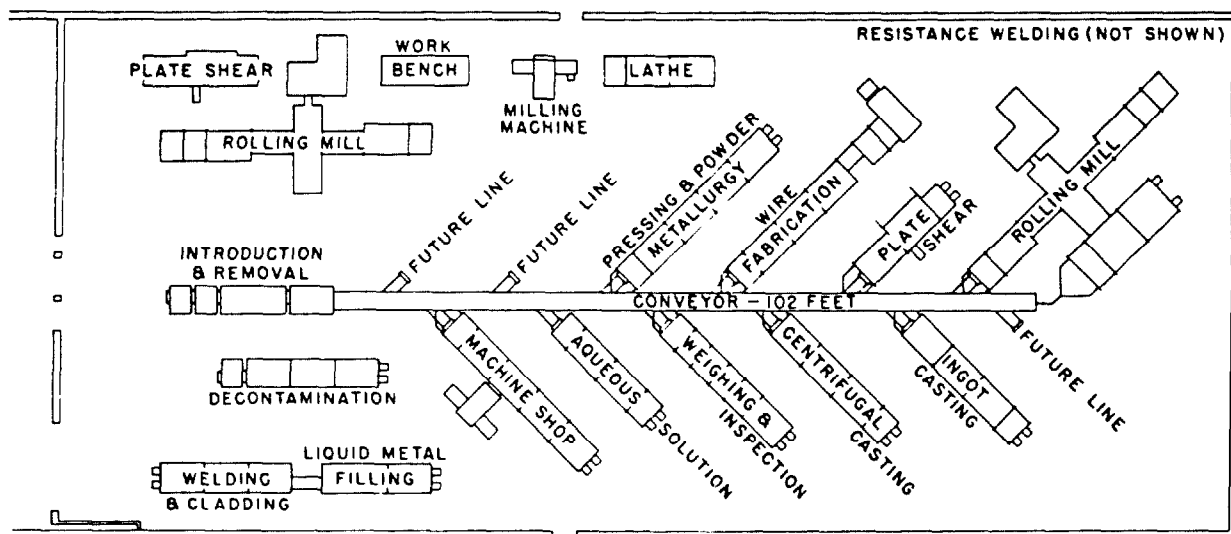 RESISTANCE WELDING (NOT SHOWN)
PLATE SHEAR
WORK
BENCH
MILLING
MACHINE
LATHE
ROLLING MILL
INTRODUCTION
& REMOVAL
FUTURE LINE
FUTURE LINE
PRESSING & POWDER
METALLURGY
WIRE
FABRICATION
PLATE
SHEAR
ROLLING MILL
CONVEYOR - 102 FEET
MACHINE SHOP
AQUEOUS
SOLUTION
WEIGHING &
INSPECTION
CENTRIFUGAL
CASTING
INGOT
CASTING
FUTURE LINE
DECONTAMINATION
WELDING
& CLADDING
LIQUID METAL
FILLING